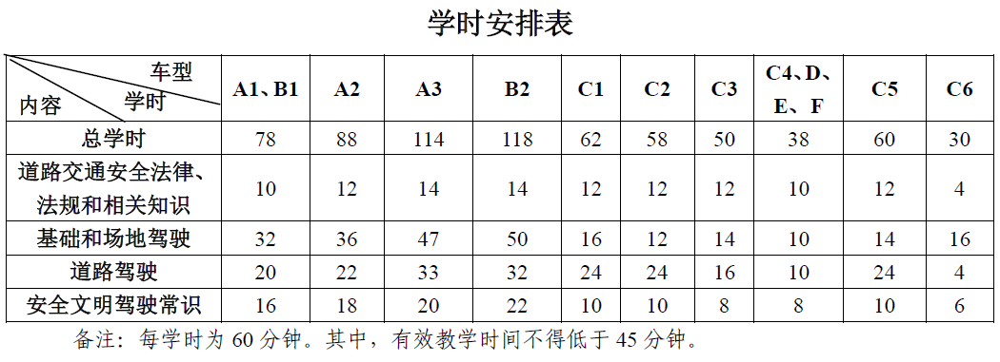 学时安排表
车型
学时
内容
A1、B1 A2 A3 B2 C1 C2 C3 C4、D、E、F C5 C6
总学时 78 88 114 118 62 58 50 38 60 30
道路交通安全法律、
法规和相关知识 10 12 14 14 12 12 12 10 12 4
基础和场地驾驶 32 36 47 50 16 12 14 10 14 16
道路驾驶 20 22 33 32 24 24 16 10 24 4
安全文明驾驶常识 16 18 20 22 10 10 8 8 10 6
备注：每学时为 60 分钟。其中，有效教学时间不得低于 45 分钟。